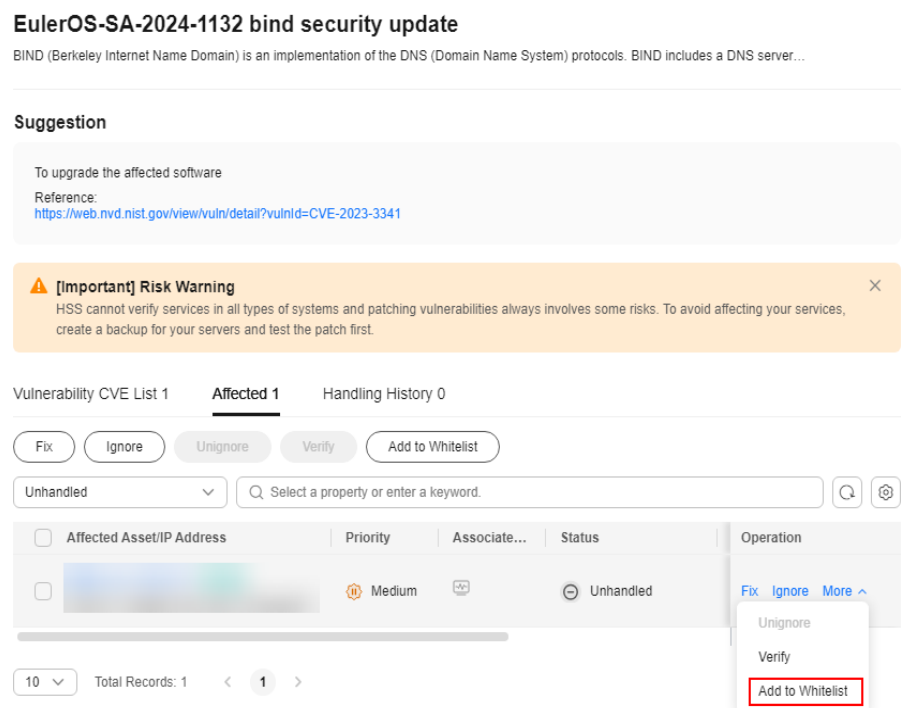 EulerOS-SA-2024-1132 bind security update
BIND (Berkeley Internet Name Domain) is an implementation of the DNS (Domain Name System) protocols. BIND includes a DNS server…
Suggestion
To upgrade the affected software
Reference:
https://web.nvd.nist.gov/view/vuln/detail?vulnId=CVE-2023-3341
[Important] Risk Warning
HSS cannot verify services in all types of systems and patching vulnerabilities always involves some risks. To avoid affecting your services,
create a backup for your servers and test the patch first.
Vulnerability CVE List 1 Affected 1 Handling History 0
Fix Ignore Unignore Verify Add to Whitelist
Unhandled Select a property or enter a keyword.
Affected Asset/IP Address Priority Associate… Status Operation
Medium Unhandled Fix Ignore More
Unignore
Verify
Add to Whitelist
10 Total Records: 1 1